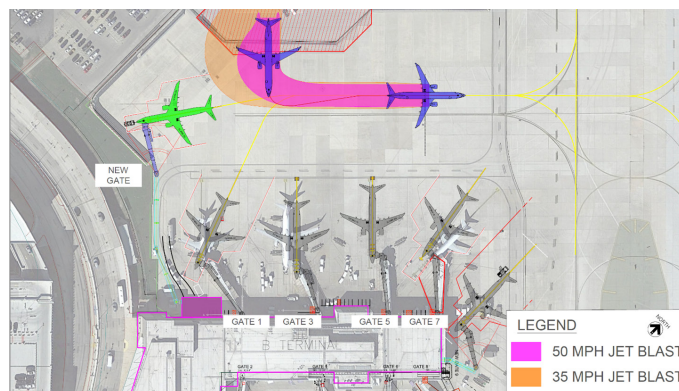 NEW
GATE
GATE 1
GATE 3
GATE 5
GATE 7
B TERMINAL
NORTH
LEGEND
50 MPH JET BLAST
35 MPH JET BLAST